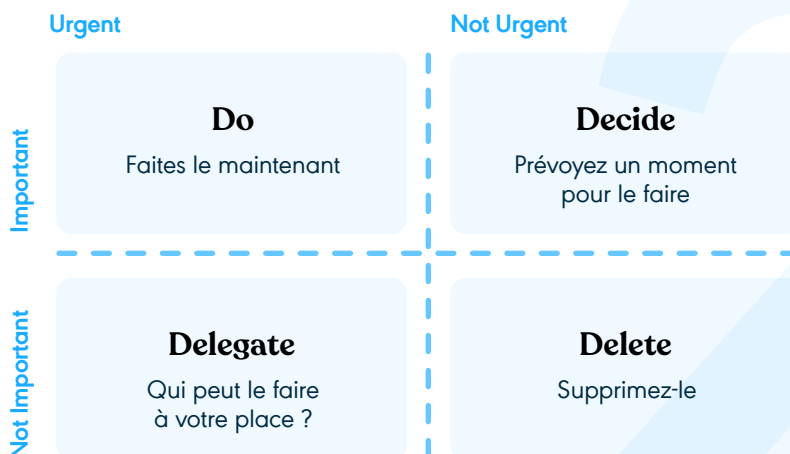 Urgent
Not Urgent
Important
Do
Faites le maintenant
Decide
Prévoyez un moment
pour le faire
Not Important
Delegate
Qui peut le faire
à votre place ?
Delete
Supprimez-le